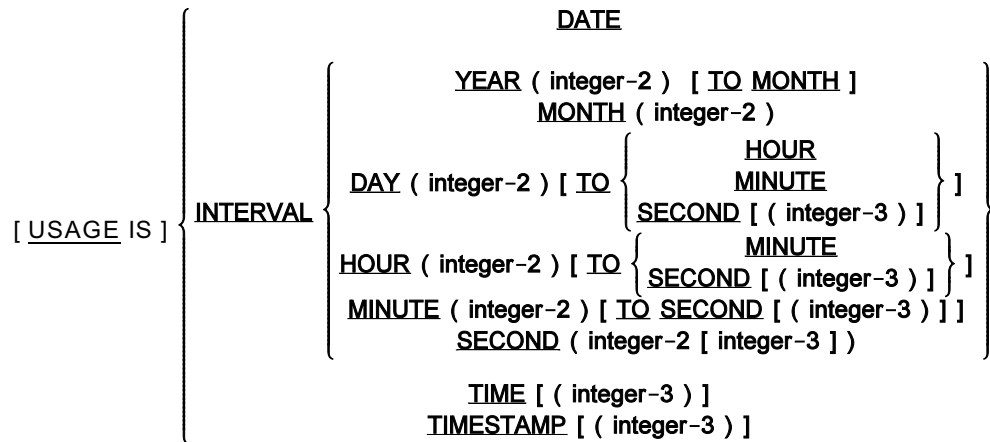 DATE
YEAR ( integer-2 ) [ TO MONTH ]
MONTH ( integer-2 )
HOUR
DAY ( integer-2 ) [ TO MINUTE ]
SECOND [ ( integer-3 ) ]
[ USAGE IS ] INTERVAL
MINUTE
HOUR ( integer-2 ) [ TO SECOND [ ( integer-3 ) ] ]
MINUTE ( integer-2 ) [ TO SECOND [ ( integer-3 ) ] ]
SECOND ( integer-2 [ integer-3 ] )
TIME [ ( integer-3 ) ]
TIMESTAMP [ ( integer-3 ) ]